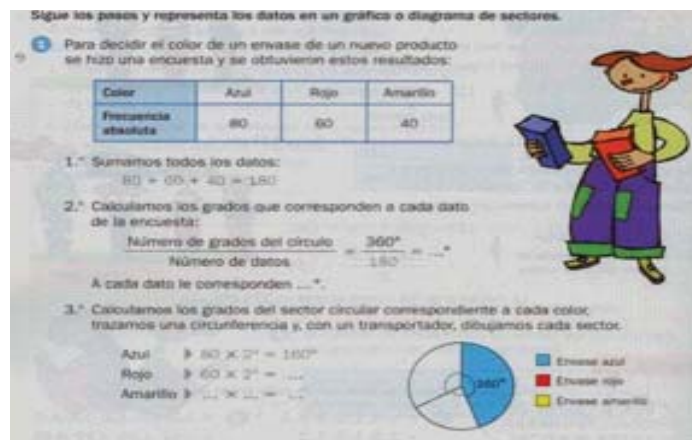 Sigue los pasos y representa los datos en un gráfico o diagrama de sectores.
1 Para decidir el color de un envase de un nuevo producto
se hizo una encuesta y se obtuvieron estos resultados:
Color Azul Rojo Amarillo
Frecuencia absoluta 80 60 40
1.º Sumamos todos los datos:
80 + 60 + 40 = 180
2.º Calculamos los grados que corresponden a cada dato
de la encuesta:
Número de grados del círculo / Número de datos = 360° / 180 = ...°
A cada dato le corresponden ...°.
3.º Calculamos los grados del sector circular correspondiente a cada color,
trazamos una circunferencia y, con un transportador, dibujamos cada sector.
Azul 80 × 2° = 160°
Rojo 60 × 2° = ...
Amarillo ... × ... = ...
160°
Envase azul
Envase rojo
Envase amarillo